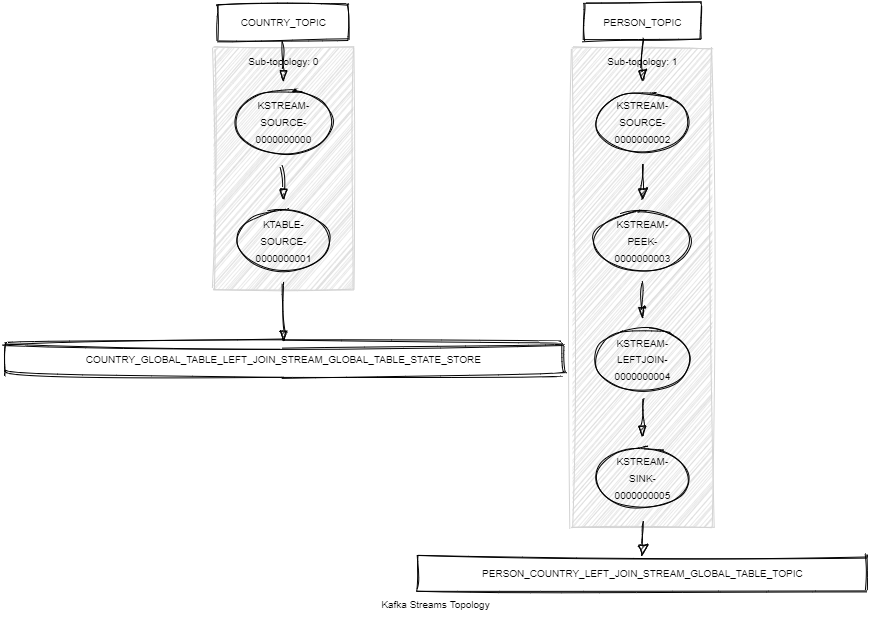 COUNTRY_TOPIC
Sub-topology: 0
KSTREAM-
SOURCE-
0000000000
KTABLE-
SOURCE-
0000000001
COUNTRY_GLOBAL_TABLE_LEFT_JOIN_STREAM_GLOBAL_TABLE_STATE_STORE
PERSON_TOPIC
Sub-topology: 1
KSTREAM-
SOURCE-
0000000002
KSTREAM-
PEEK-
0000000003
KSTREAM-
LEFTJOIN-
0000000004
KSTREAM-
SINK-
0000000005
PERSON_COUNTRY_LEFT_JOIN_STREAM_GLOBAL_TABLE_TOPIC
Kafka Streams Topology